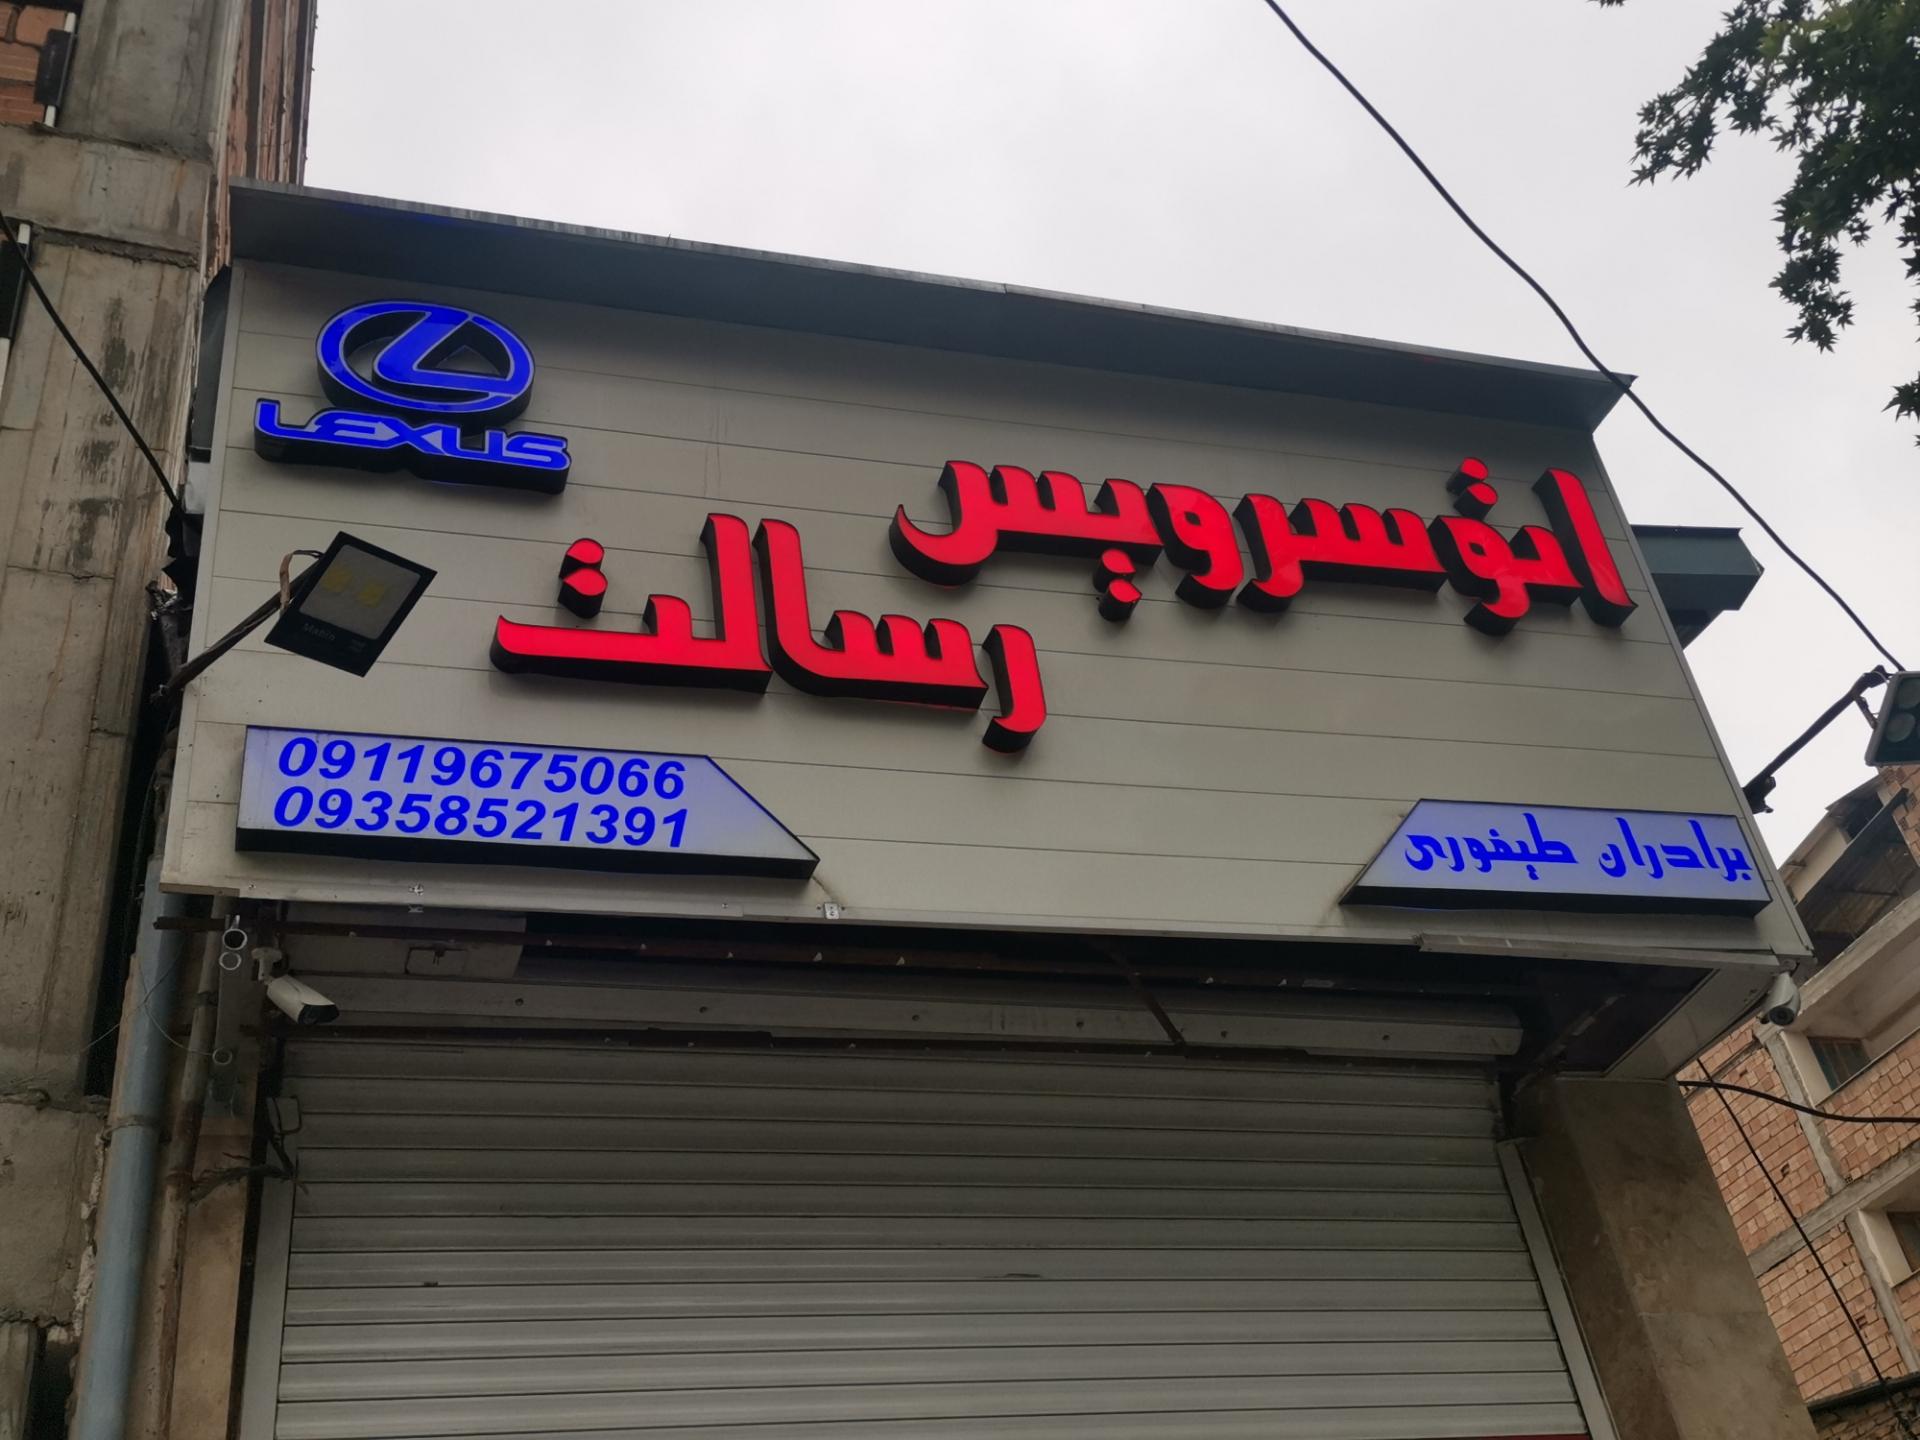 LEXUS
اتوسرویس
رسالت
09119675066
09358521391
برادران طیفوری